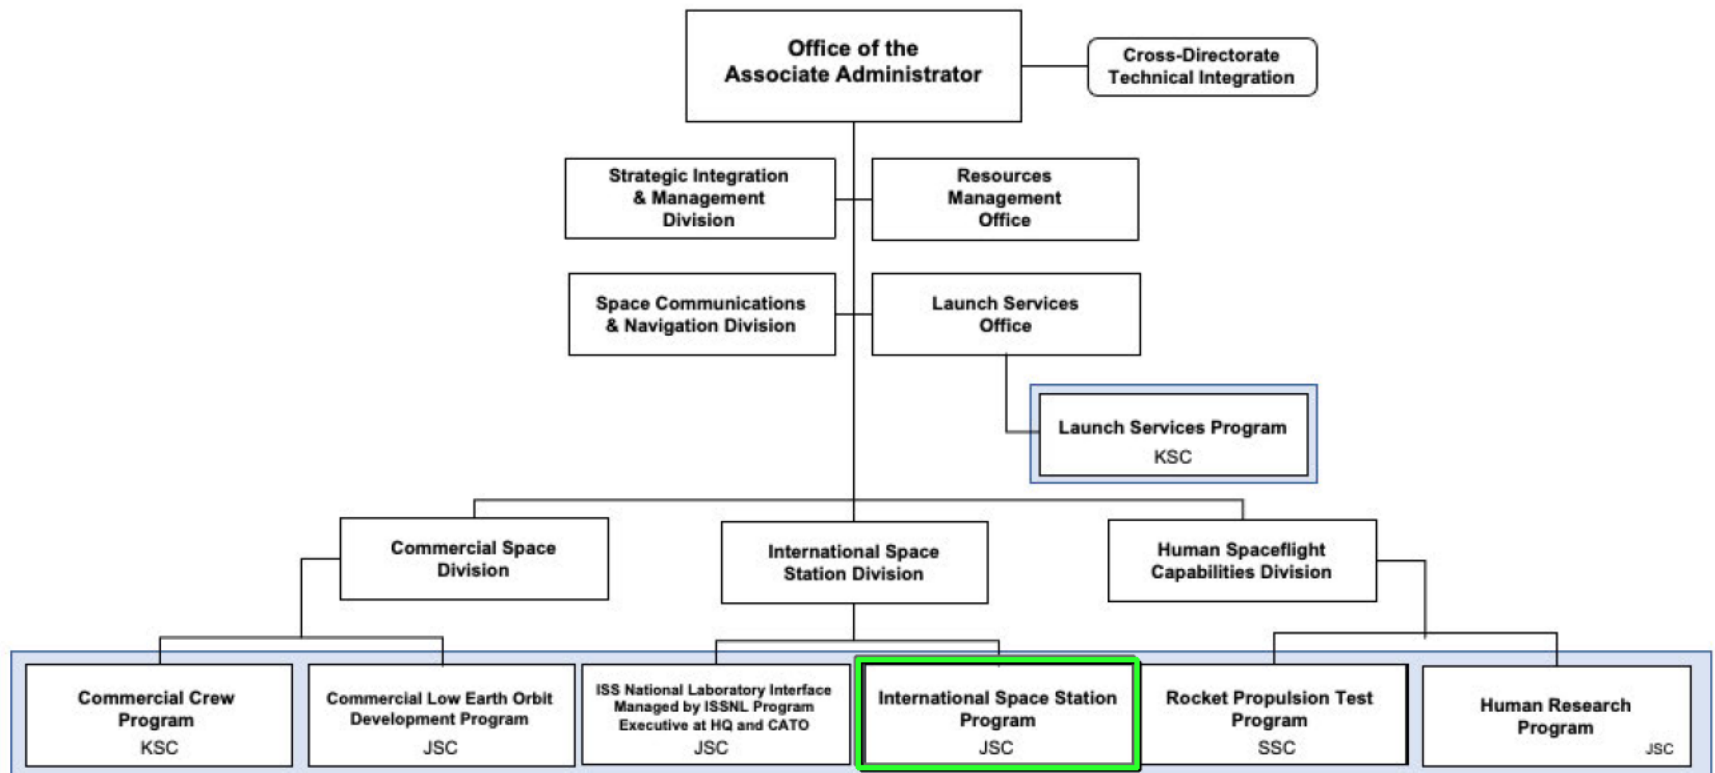 Office of the
Associate Administrator
Cross-Directorate
Technical Integration
Strategic Integration
& Management
Division
Resources
Management
Office
Space Communications
& Navigation Division
Launch Services
Office
Launch Services Program
KSC
Commercial Space
Division
International Space
Station Division
Human Spaceflight
Capabilities Division
Commercial Crew
Program
KSC
Commercial Low Earth Orbit
Development Program
JSC
ISS National Laboratory Interface
Managed by ISSNL Program
Executive at HQ and CATO
JSC
International Space Station
Program
JSC
Rocket Propulsion Test
Program
SSC
Human Research
Program
JSC